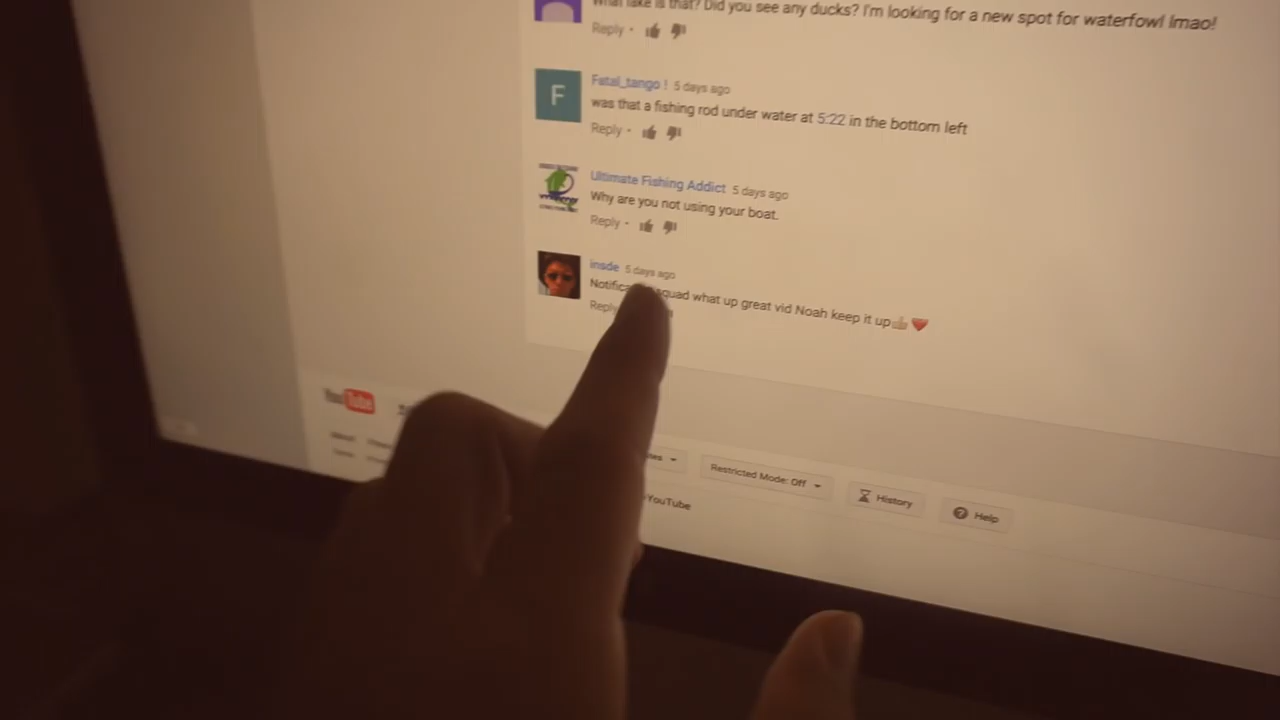 What lake is that? Did you see any ducks? I'm looking for a new spot for waterfowl lmao!
Reply •
Fatal_tango ! 5 days ago
was that a fishing rod under water at 5:22 in the bottom left
Reply •
F
Ultimate Fishing Addict 5 days ago
Why are you not using your boat.
Reply •
insde 5 days ago
squad what up great vid Noah keep it up👍❤️
Reply
YouTube
Restricted Mode: Off
History
Help
YouTube